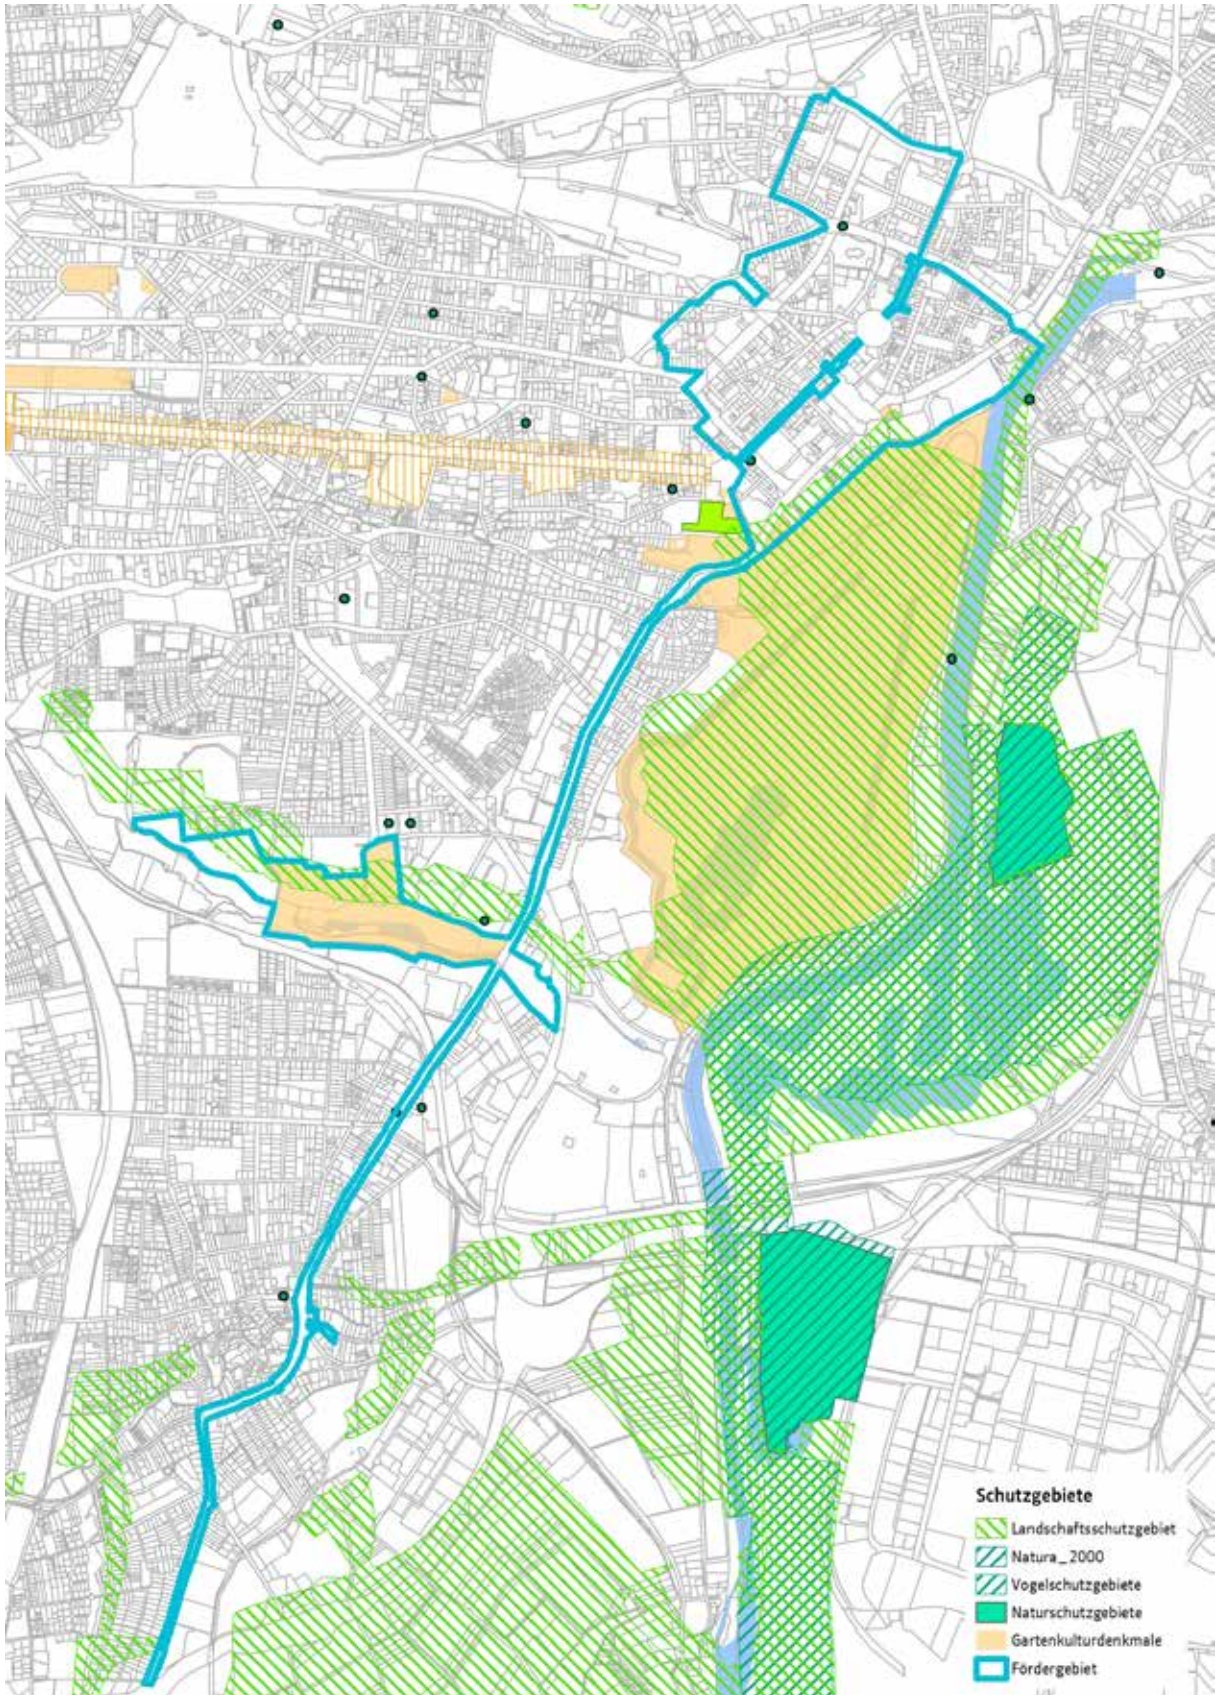 Schutzgebiete
Landschaftsschutzgebiet
Natura_2000
Vogelschutzgebiete
Naturschutzgebiete
Gartenkulturdenkmale
Fördergebiet